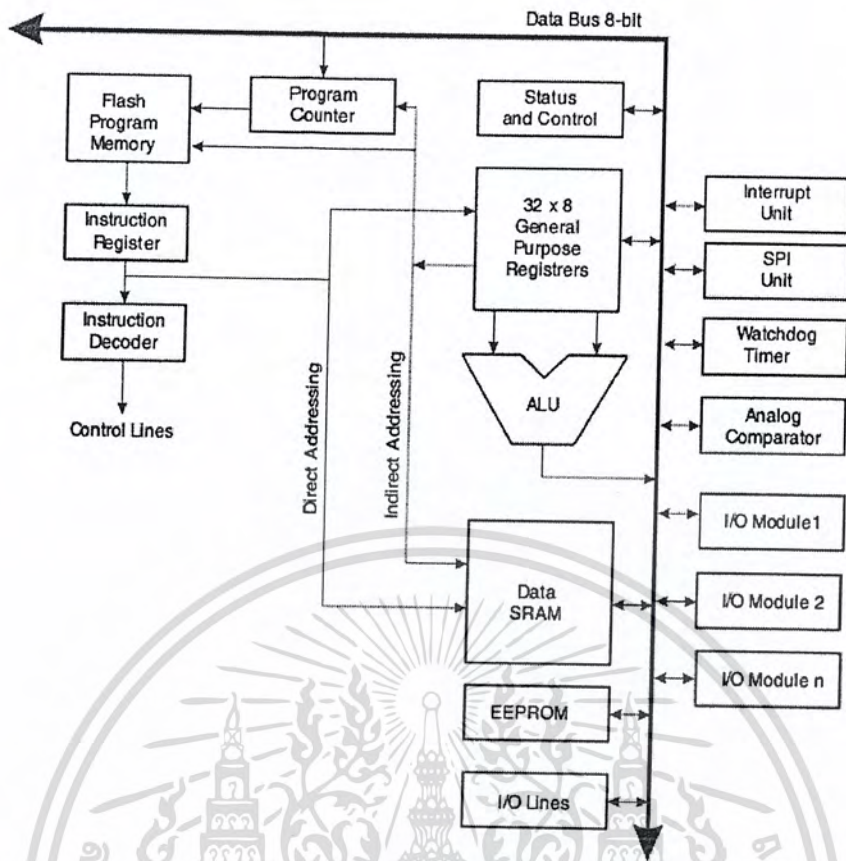 Data Bus 8-bit
Flash
Program
Memory
Program
Counter
Status
and Control
Instruction
Register
32 x 8
General
Purpose
Registrers
Interrupt
Unit
SPI
Unit
Instruction
Decoder
Watchdog
Timer
ALU
Control Lines
Direct Addressing
Indirect Addressing
Analog
Comparator
I/O Module1
Data
SRAM
I/O Module 2
I/O Module n
EEPROM
I/O Lines